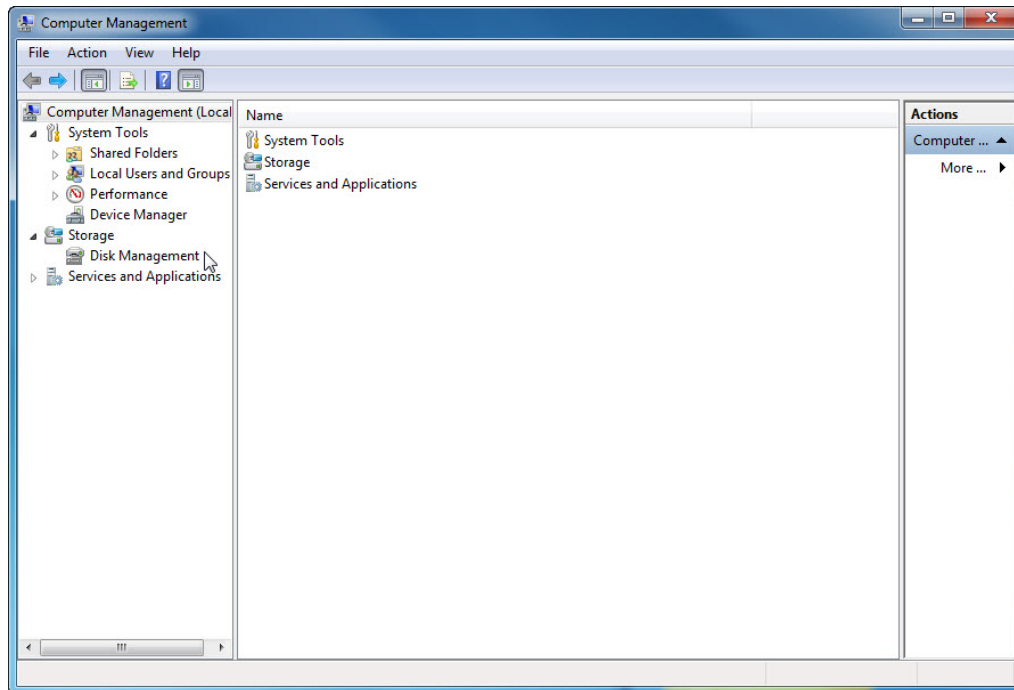 Computer Management
File Action View Help
Computer Management (Local
System Tools
Shared Folders
Local Users and Groups
Performance
Device Manager
Storage
Disk Management
Services and Applications
Name
System Tools
Storage
Services and Applications
Actions
Computer ...
More ...